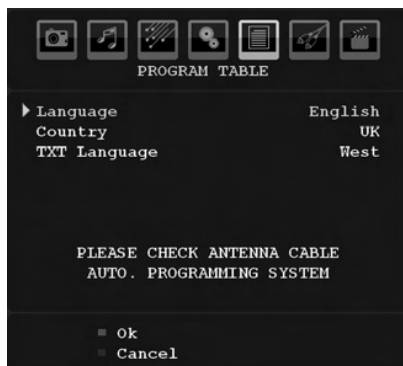 PROGRAM TABLE
Language English
Country UK
TXT Language West
PLEASE CHECK ANTENNA CABLE
AUTO. PROGRAMMING SYSTEM
Ok
Cancel